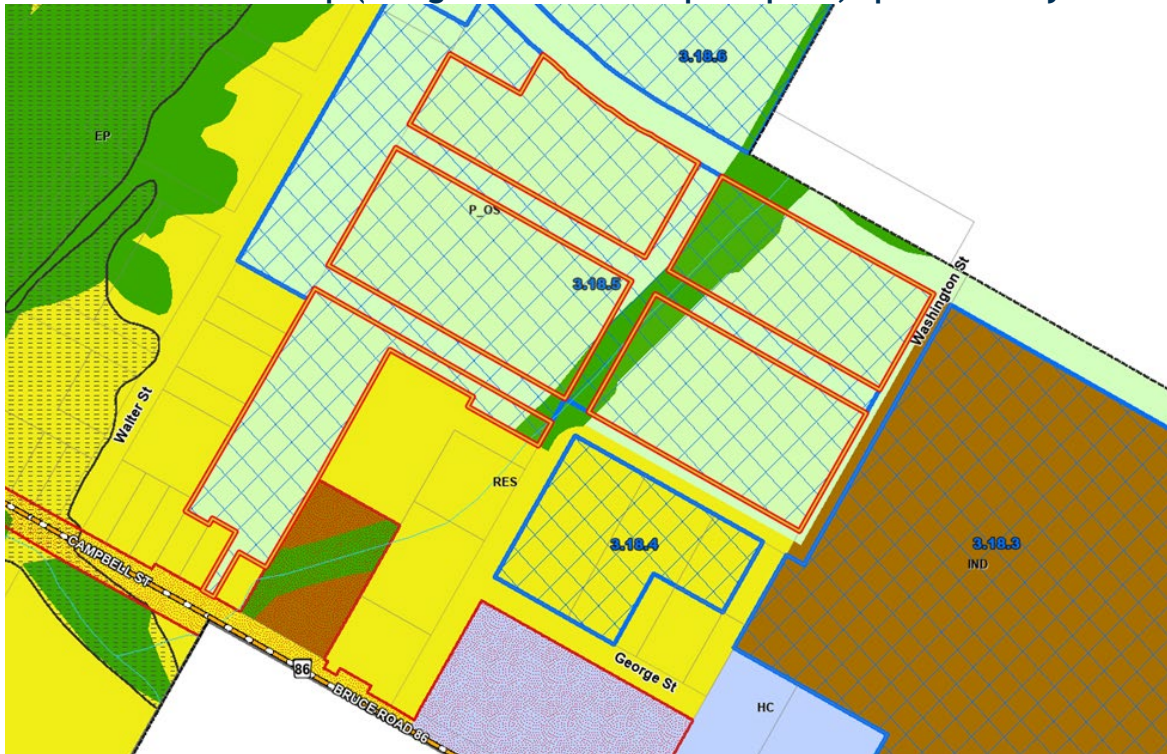 3.18.6
EP
P_OS
3.18.5
Washington St
Walter St
RES
3.18.4
3.18.3
IND
CAMPBELL ST
George St
86
BRUCE ROAD 86
HC